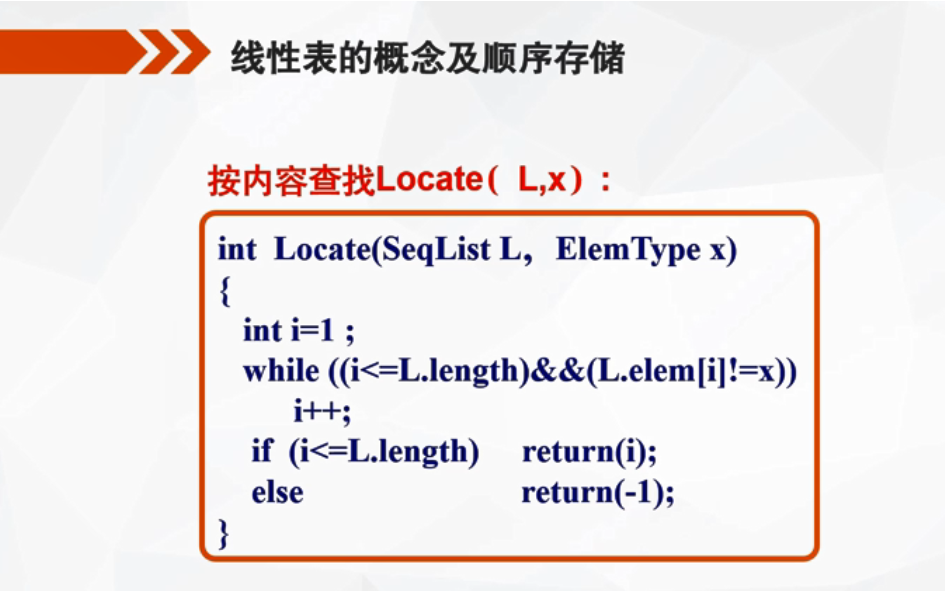 线性表的概念及顺序存储
按内容查找Locate( L,x) :
int Locate(SeqList L, ElemType x)
{
int i=1 ;
while ((i<=L.length)&&(L.elem[i]!=x))
i++;
if (i<=L.length) return(i);
else return(-1);
}